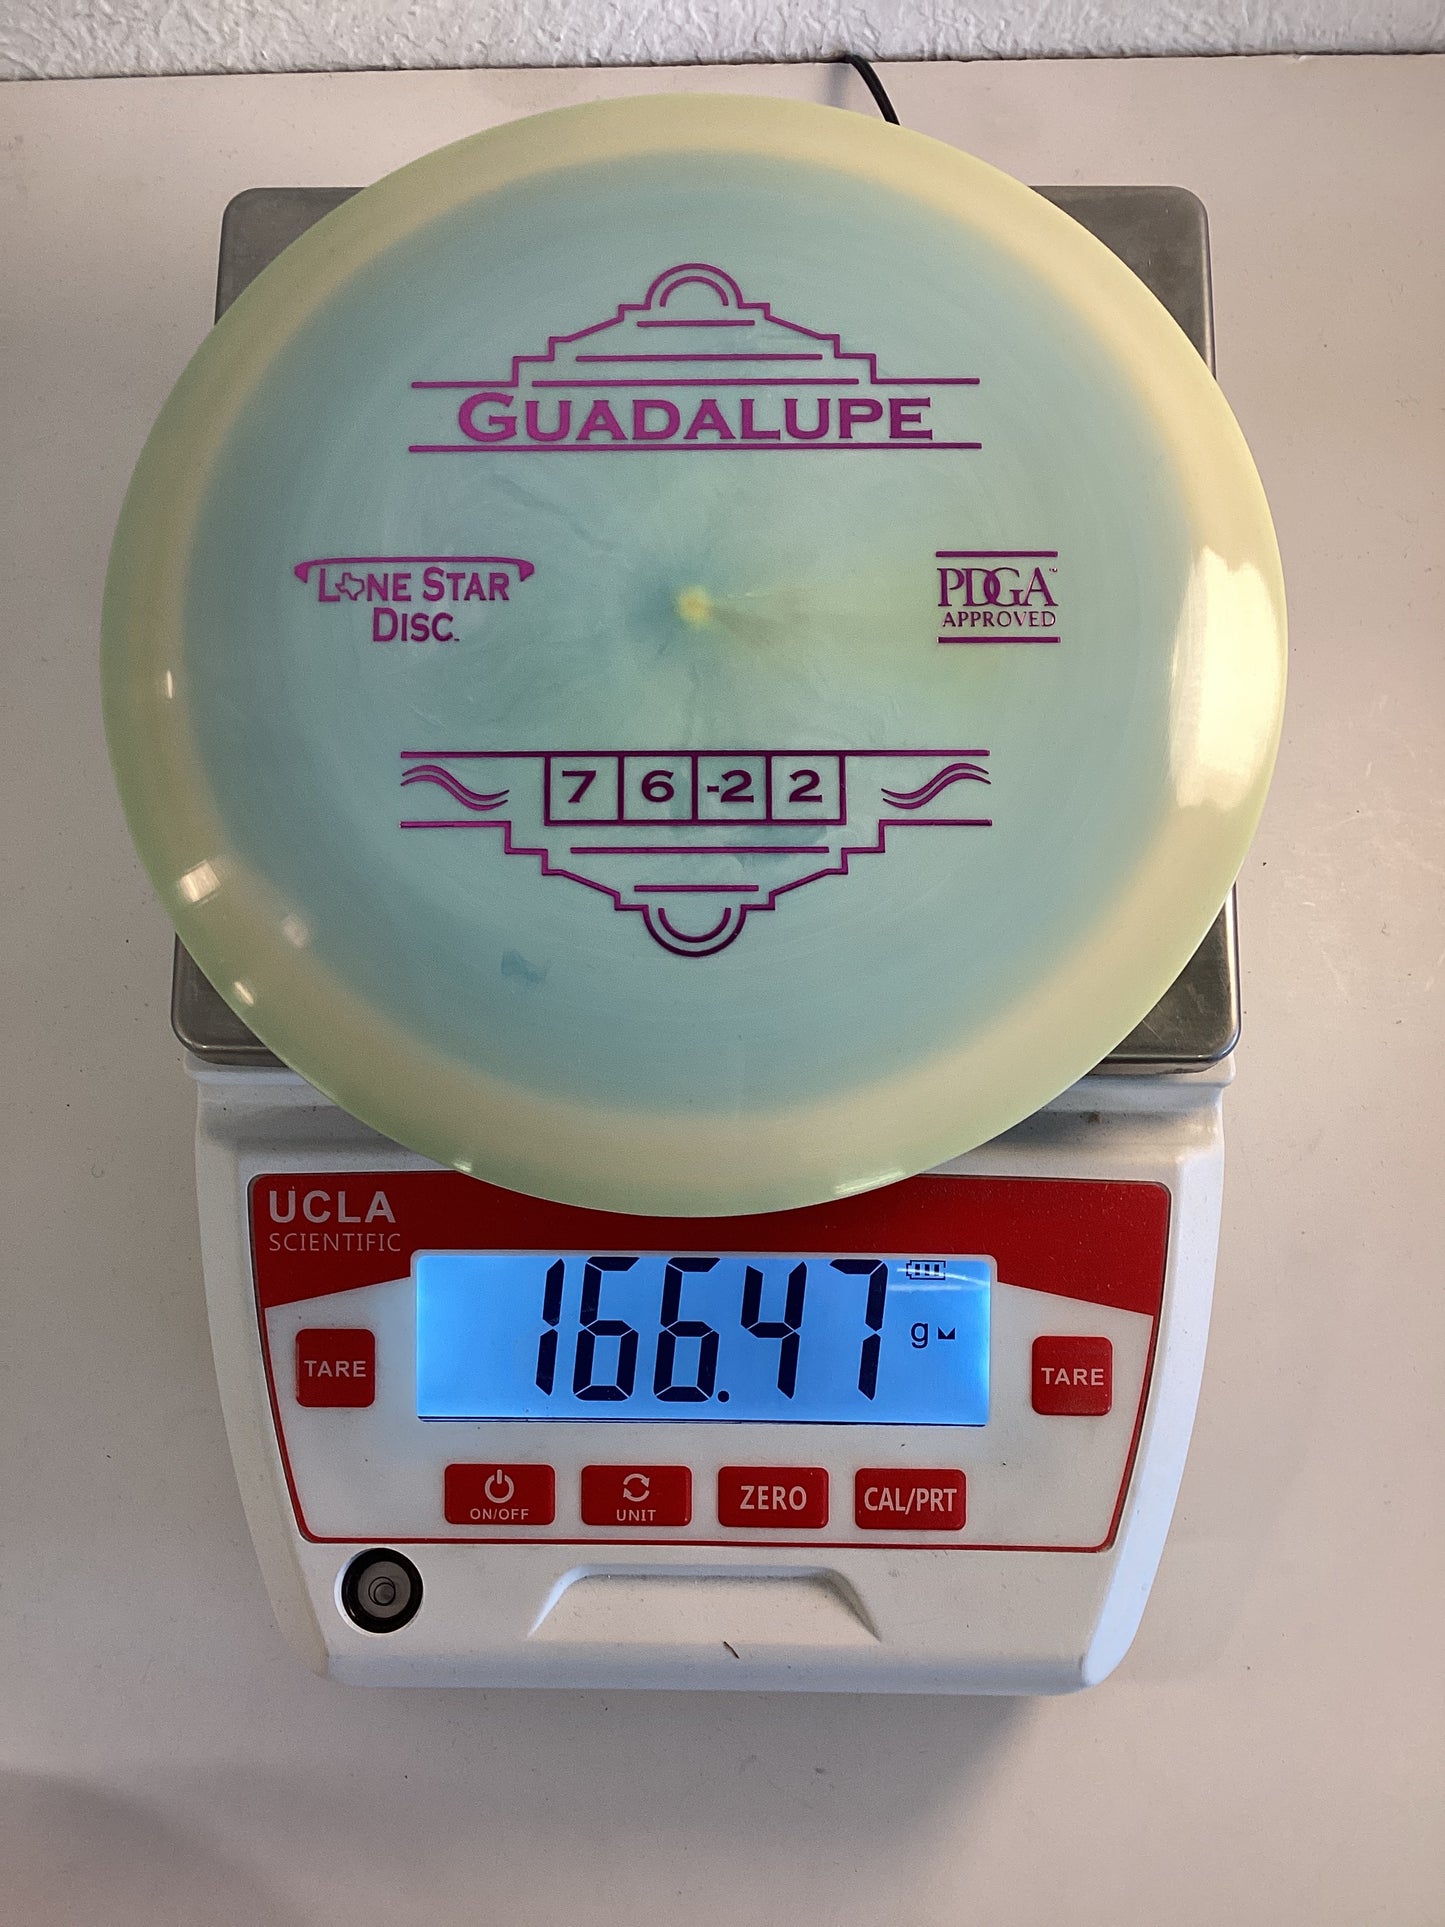 GUADALUPE
LONE STAR
DISC.
PDGA™
APPROVED
7 6 -2 2
UCLA
SCIENTIFIC
166.47 g
TARE
TARE
ON/OFF
UNIT
ZERO
CAL/PRT